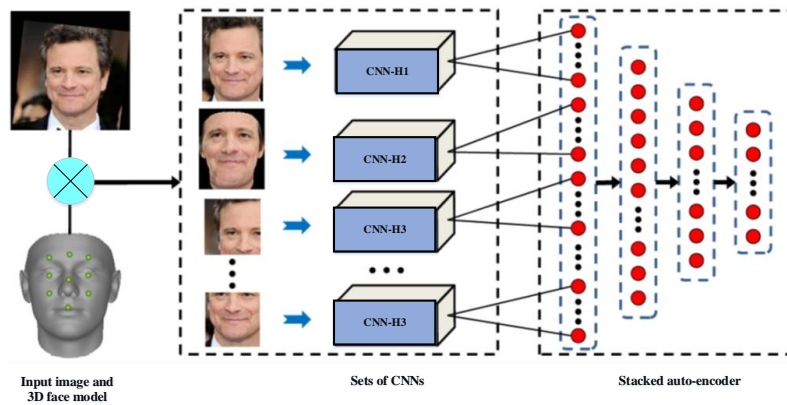 CNN-H1
CNN-H2
CNN-H3
CNN-H3
Input image and
3D face model
Sets of CNNs
Stacked auto-encoder